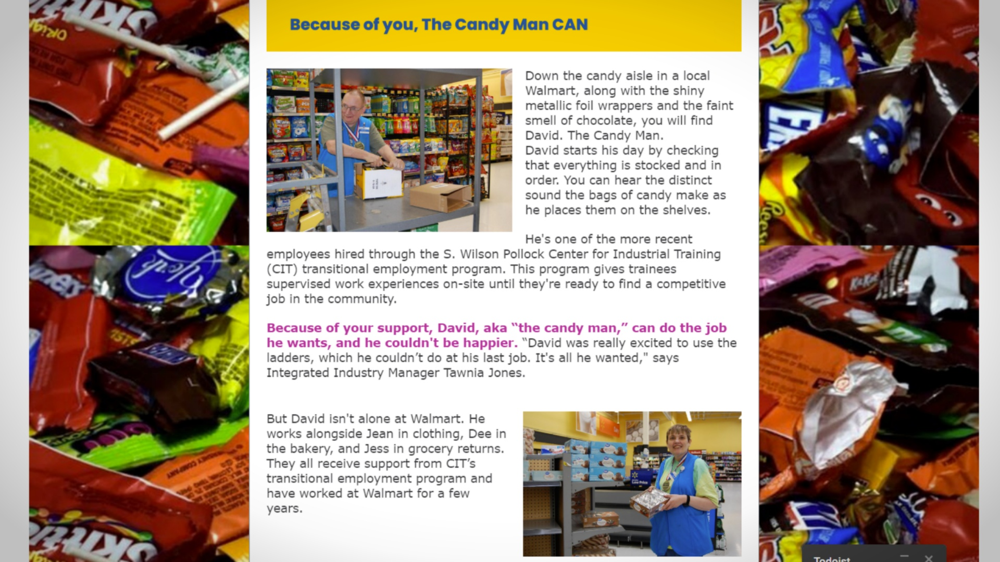 Because of you, The Candy Man CAN
Down the candy aisle in a local
Walmart, along with the shiny
metallic foil wrappers and the faint
smell of chocolate, you will find
David. The Candy Man.
David starts his day by checking
that everything is stocked and in
order. You can hear the distinct
sound the bags of candy make as
he places them on the shelves.
He's one of the more recent
employees hired through the S. Wilson Pollock Center for Industrial Training
(CIT) transitional employment program. This program gives trainees
supervised work experiences on-site until they're ready to find a competitive
job in the community.
Because of your support, David, aka “the candy man,” can do the job
he wants, and he couldn't be happier. “David was really excited to use the
ladders, which he couldn’t do at his last job. It's all he wanted," says
Integrated Industry Manager Tawnia Jones.
But David isn't alone at Walmart. He
works alongside Jean in clothing, Dee in
the bakery, and Jess in grocery returns.
They all receive support from CIT’s
transitional employment program and
have worked at Walmart for a few
years.
Low Price
Todoist